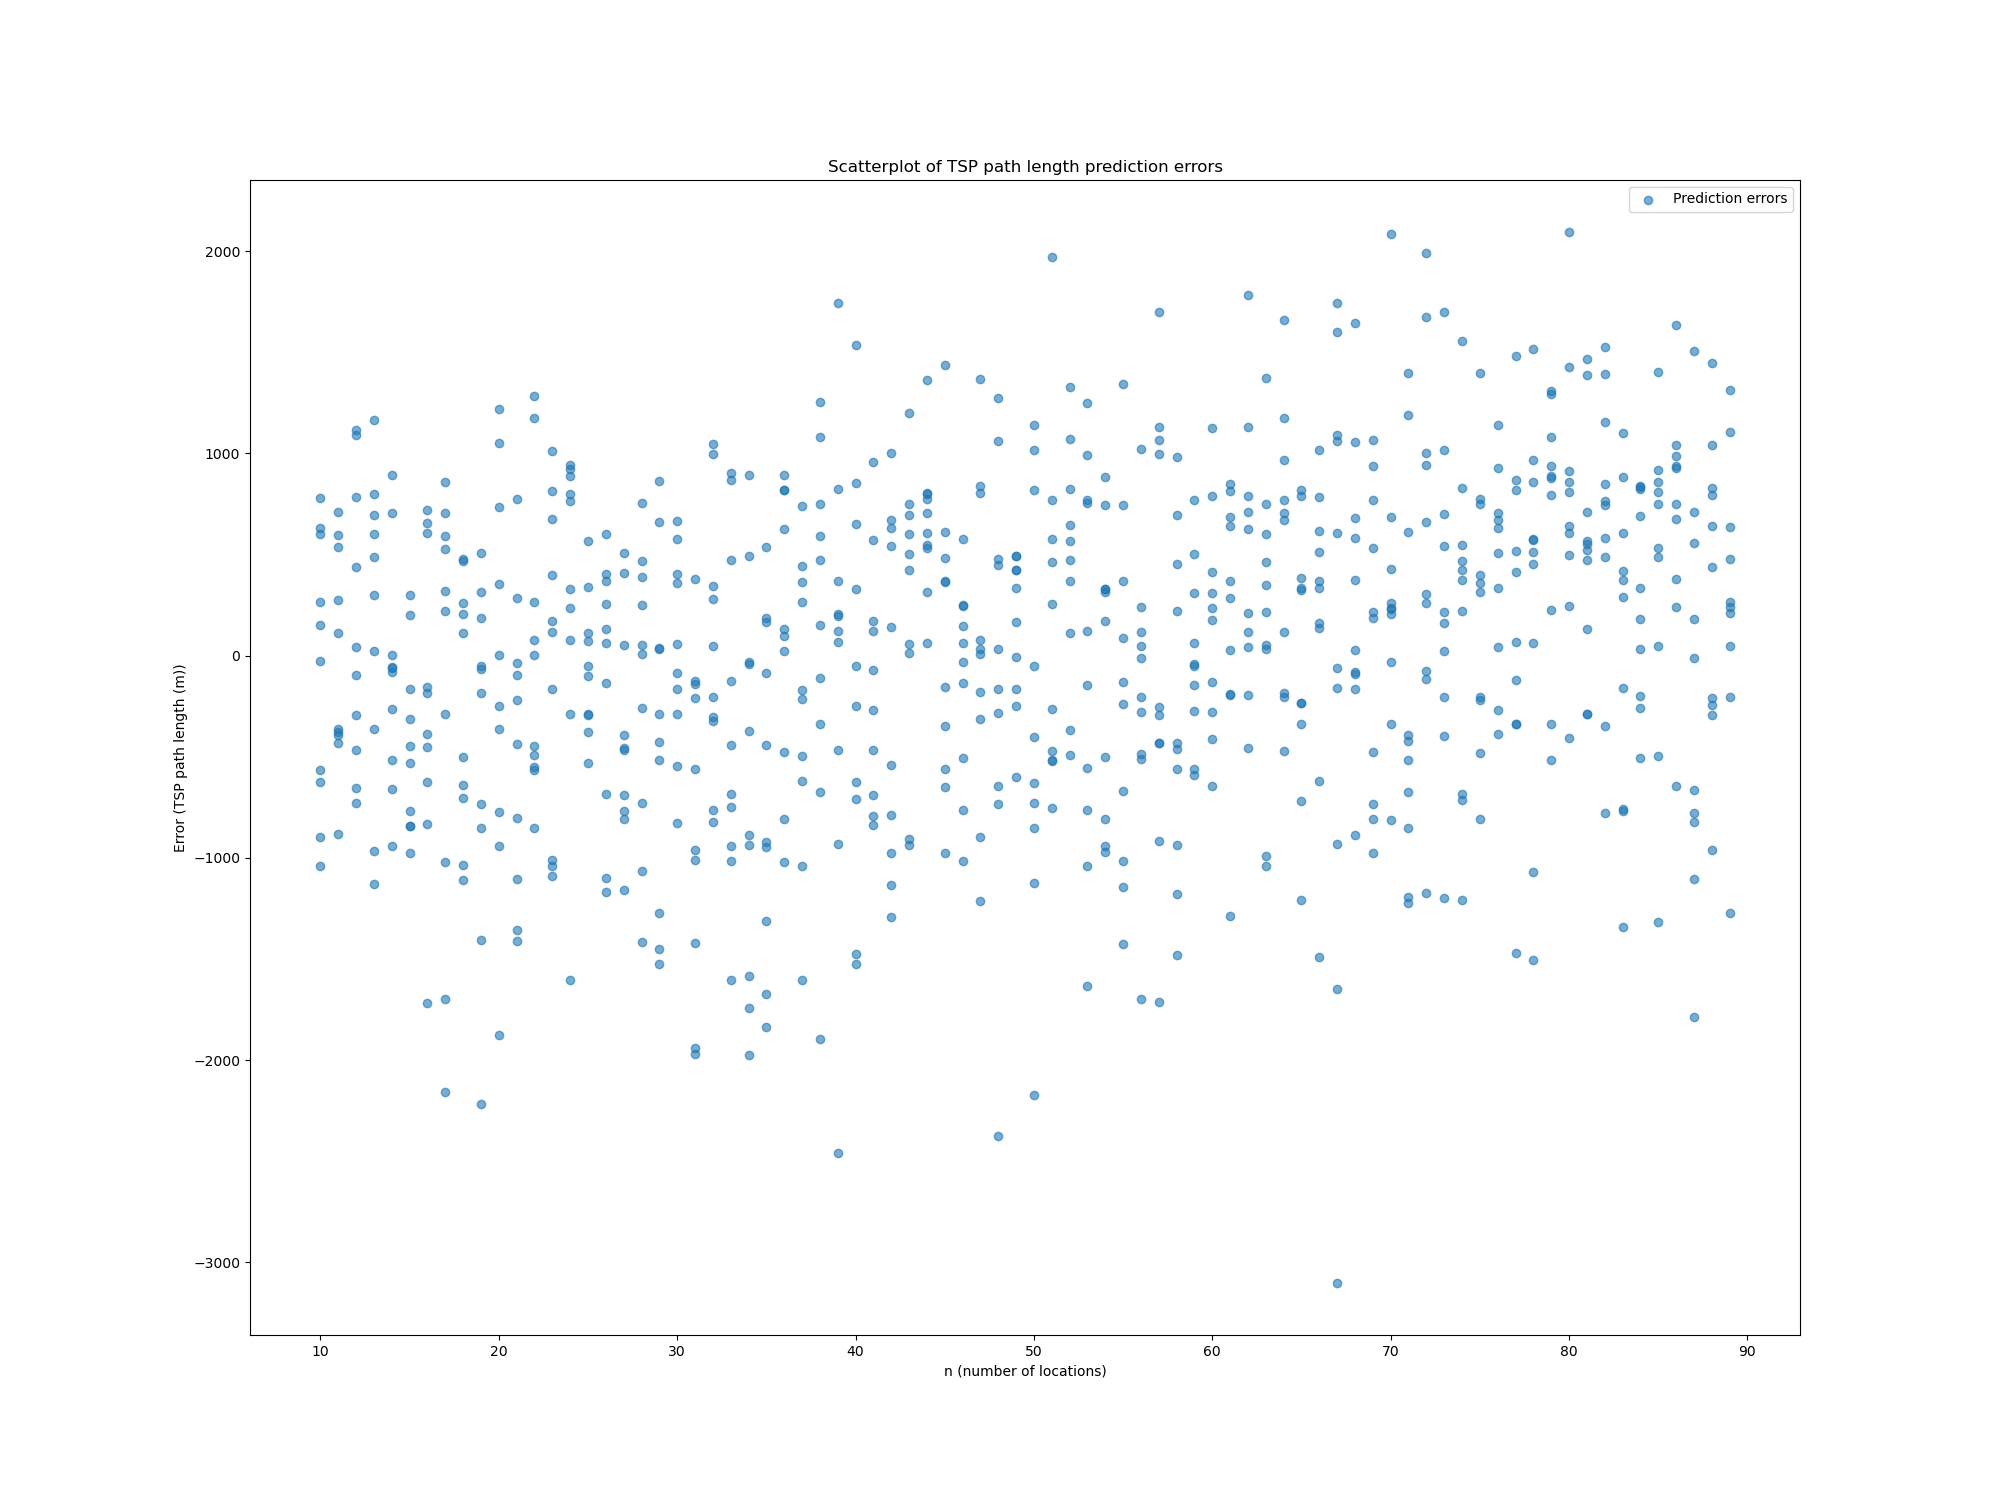 Scatterplot of TSP path length prediction errors
Prediction errors
2000
1000
0
−1000
−2000
−3000
Error (TSP path length (m))
10 20 30 40 50 60 70 80 90
n (number of locations)